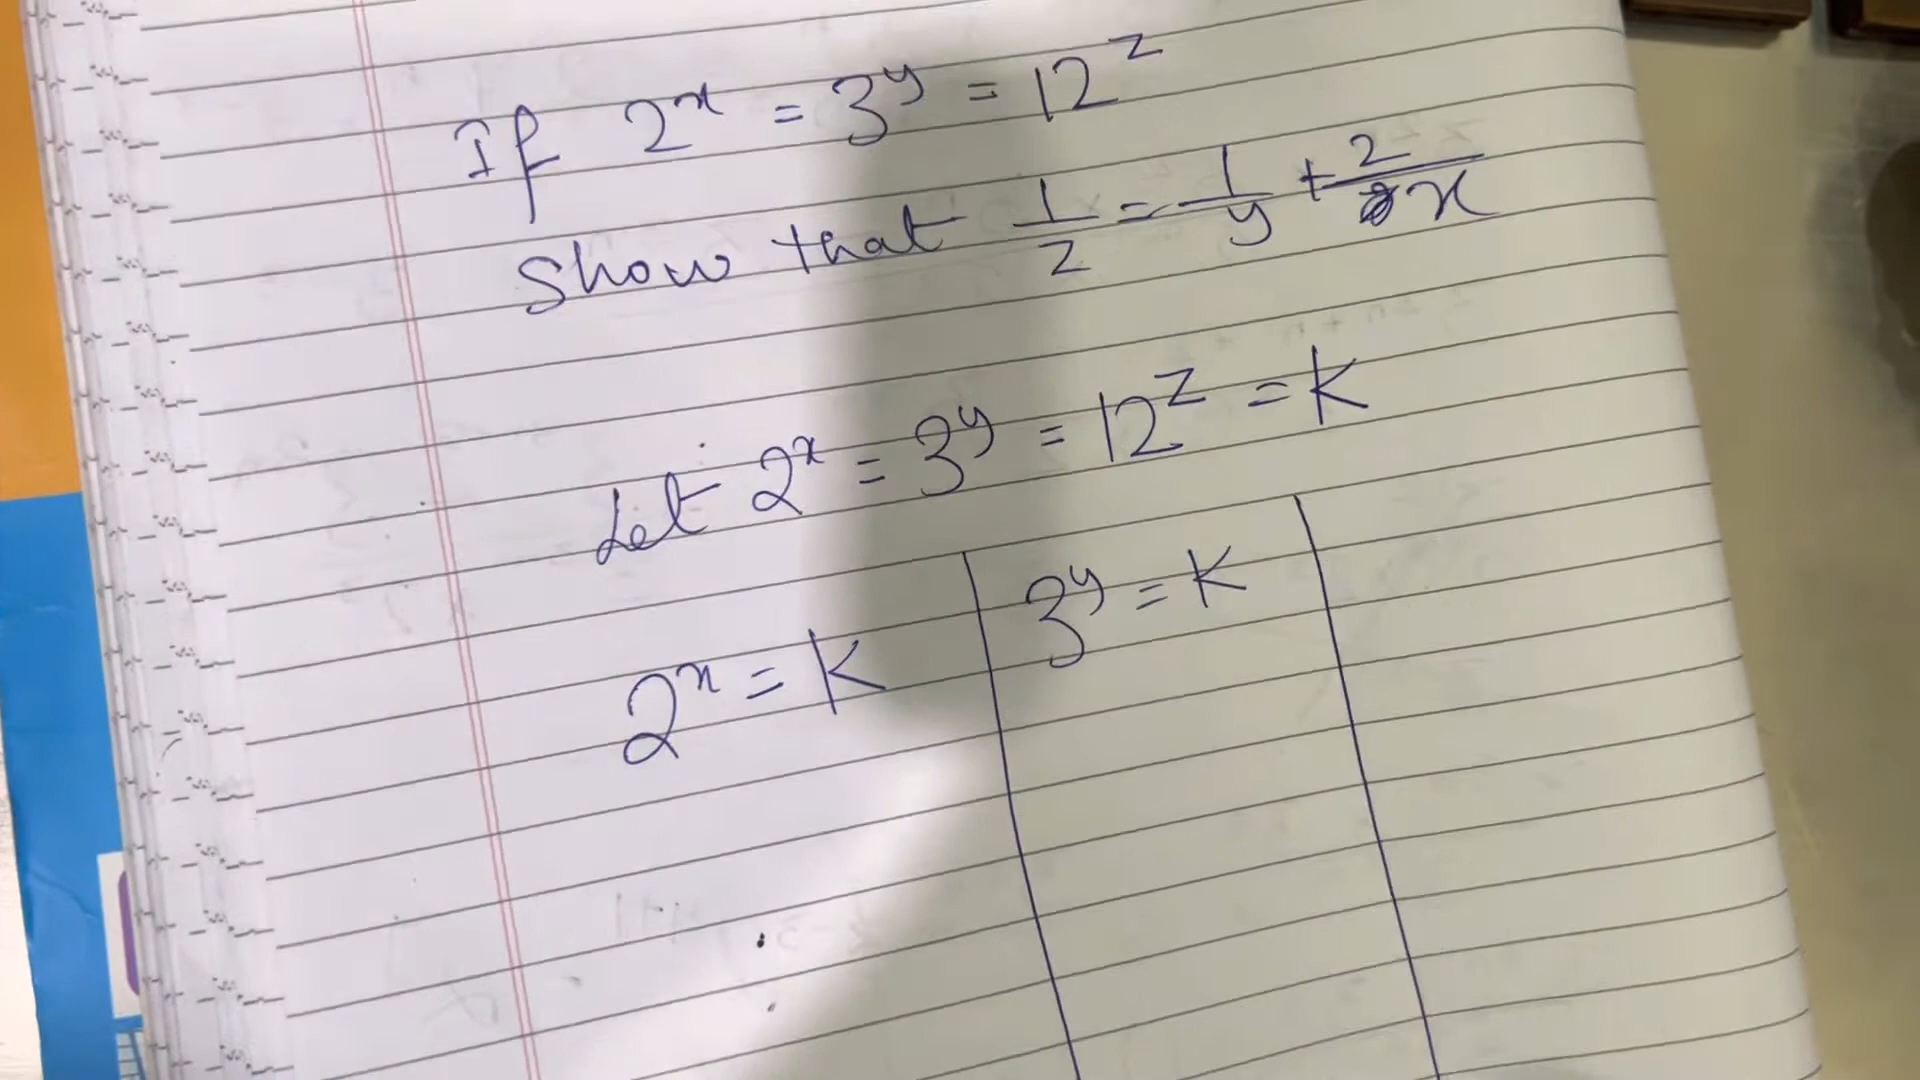 If 2^x = 3^y = 12^z
Show that 1/z = 1/y + 2/x
Let 2^x = 3^y = 12^z = K
2^x = K
3^y = K